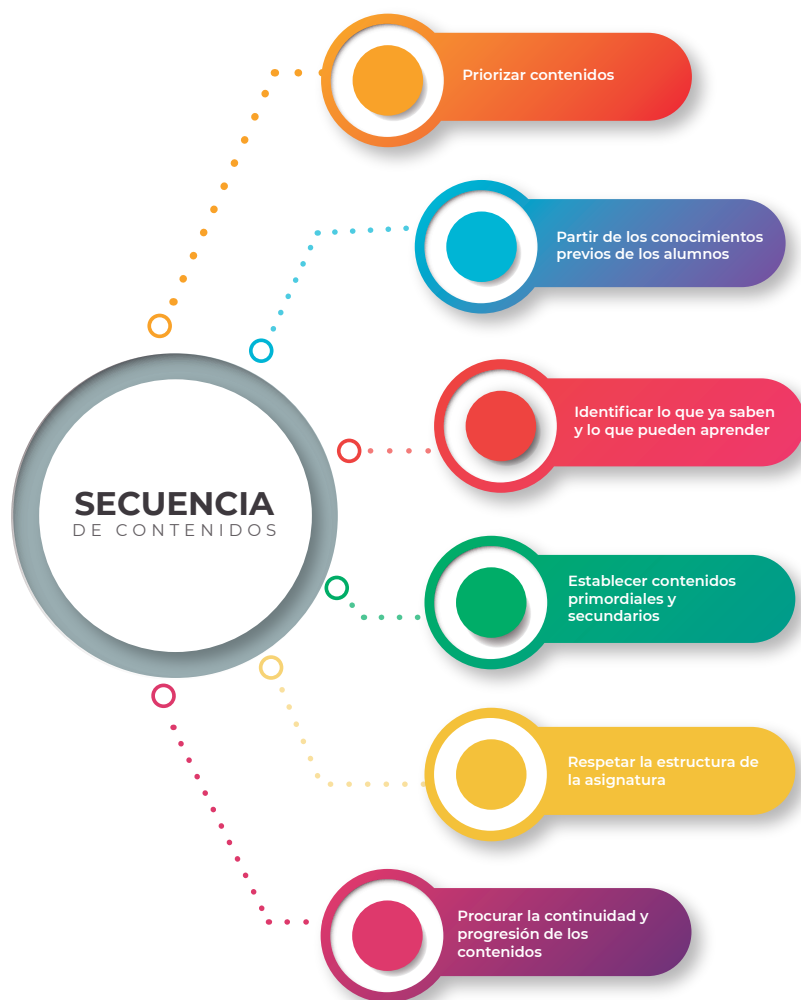 Priorizar contenidos
Partir de los conocimientos
previos de los alumnos
Identificar lo que ya saben
y lo que pueden aprender
SECUENCIA
DE CONTENIDOS
Establecer contenidos
primordiales y
secundarios
Respetar la estructura de
la asignatura
Procurar la continuidad y
progresión de los
contenidos